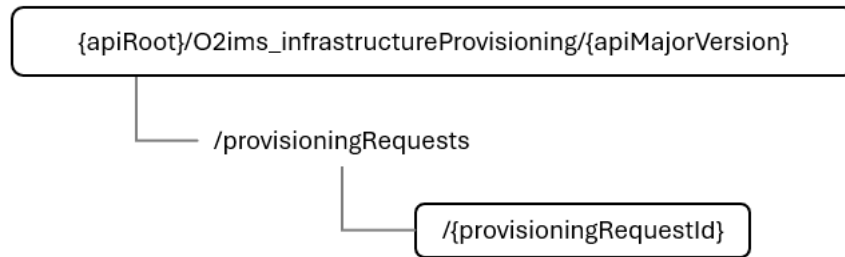 {apiRoot}/O2ims_infrastructureProvisioning/{apiMajorVersion}
/provisioningRequests
/{provisioningRequestId}